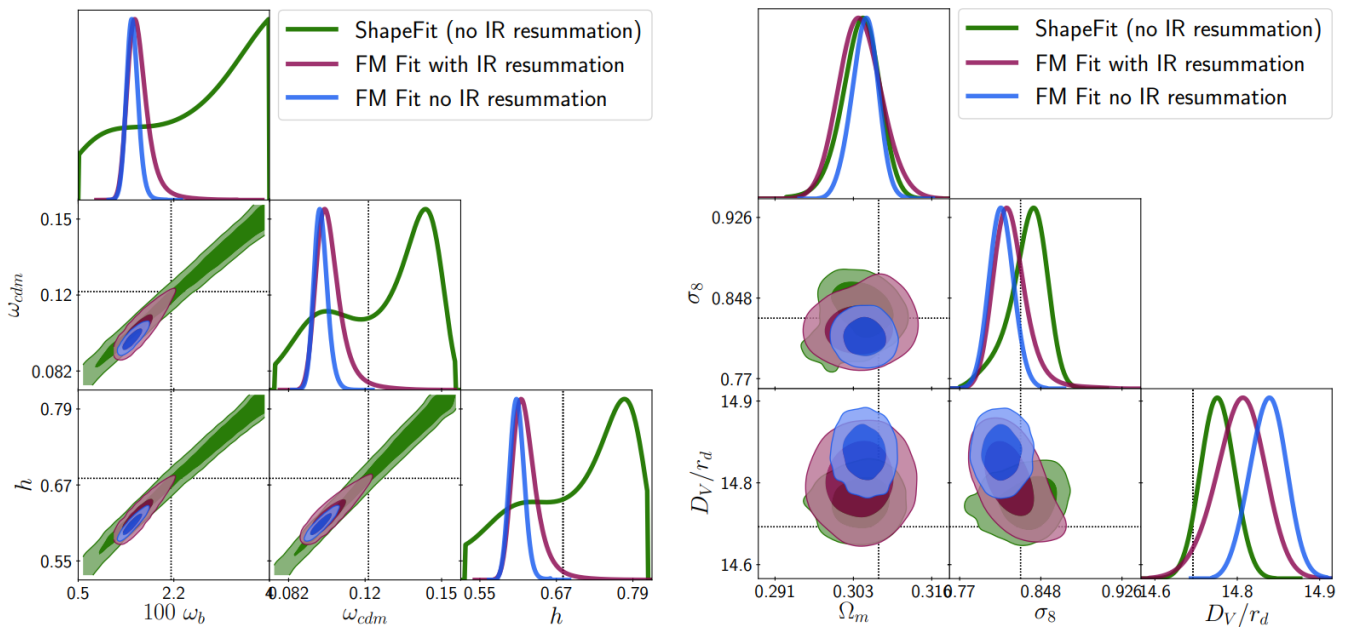 ShapeFit (no IR resummation)
FM Fit with IR resummation
FM Fit no IR resummation
0.15
0.12
0.082
ω_cdm
0.79
0.67
0.55
h
0.5
2.2
4
100 ω_b
0.082
0.12
0.15
ω_cdm
0.55
0.67
0.79
h
ShapeFit (no IR resummation)
FM Fit with IR resummation
FM Fit no IR resummation
0.926
0.848
0.77
σ_8
14.9
14.8
14.6
D_V/r_d
0.291
0.303
0.316
Ω_m
0.77
0.848
0.926
σ_8
14.6
14.8
14.9
D_V/r_d